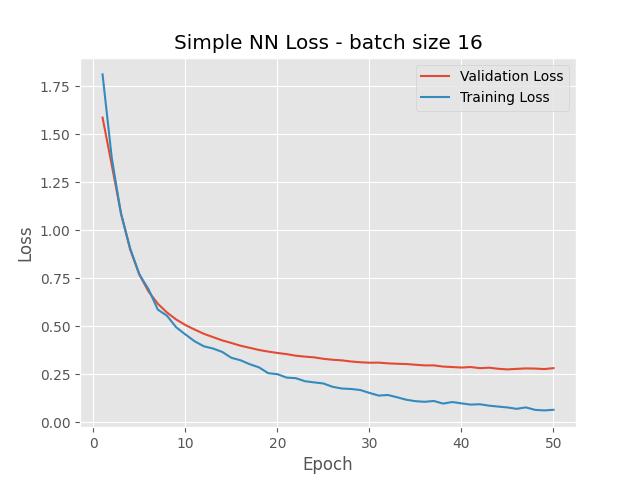 Simple NN Loss - batch size 16
Validation Loss
Training Loss
1.75
1.50
1.25
1.00
0.75
0.50
0.25
0.00
Loss
0 10 20 30 40 50
Epoch